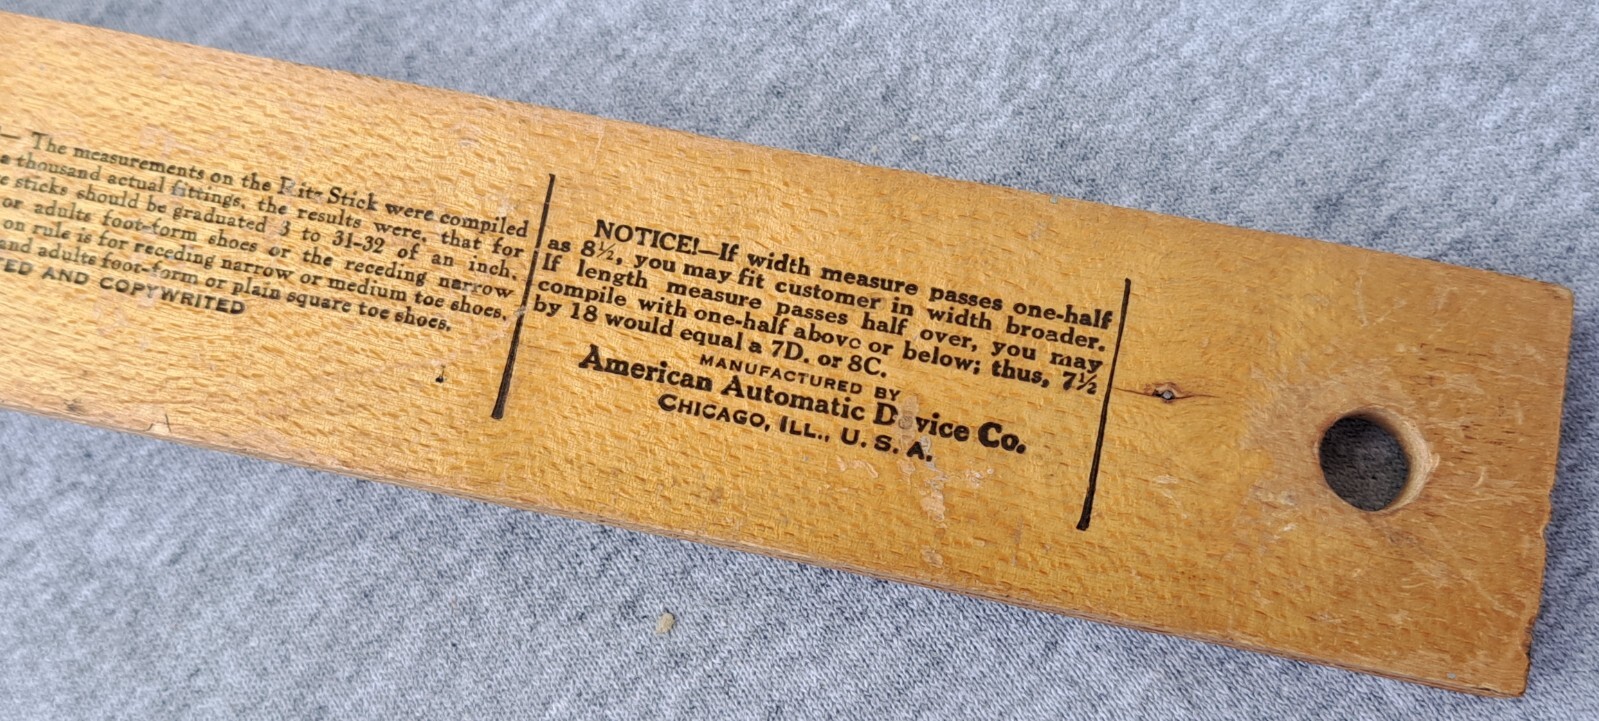 — The measurements on the Ritz Stick were compiled
a thousand actual fittings, the results were, that for
sticks should be graduated 3 to 31-32 of an inch.
or adults foot-form shoes or the receding narrow
on rule is for receding narrow or medium toe shoes,
and adults foot-form or plain square toe shoes.
TED AND COPYWRITED
NOTICE!—If width measure passes one-half
as 8½, you may fit customer in width broader.
If length measure passes half over, you may
compile with one-half above or below; thus, 7½
by 18 would equal a 7D. or 8C.
MANUFACTURED BY
American Automatic Device Co.
CHICAGO, ILL., U. S. A.